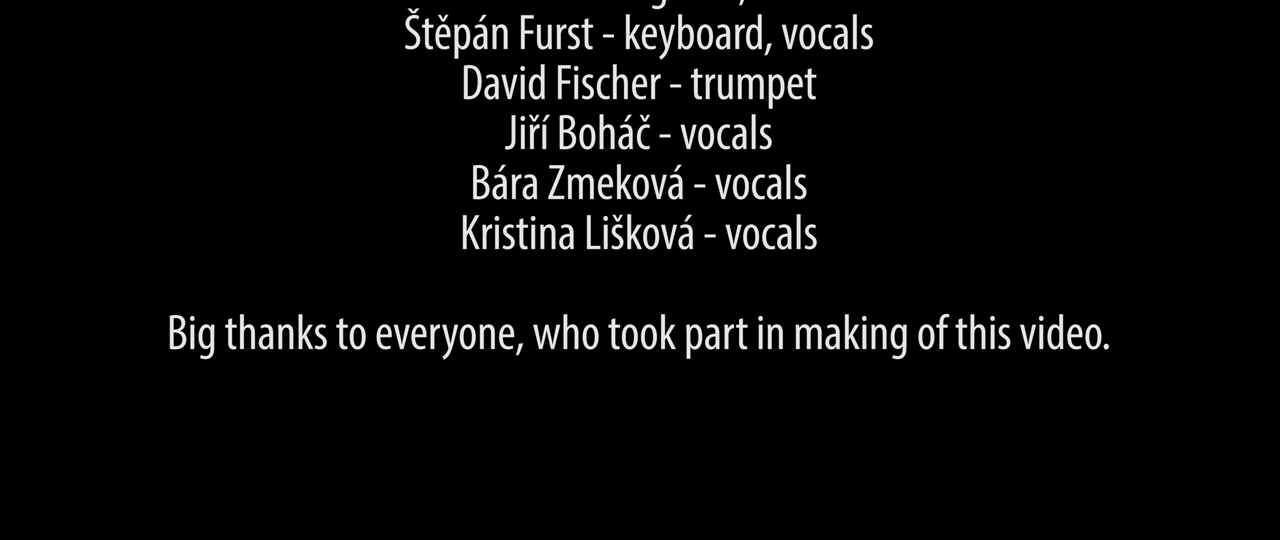 Štěpán Furst - keyboard, vocals
David Fischer - trumpet
Jiří Boháč - vocals
Bára Zmeková - vocals
Kristina Lišková - vocals
Big thanks to everyone, who took part in making of this video.